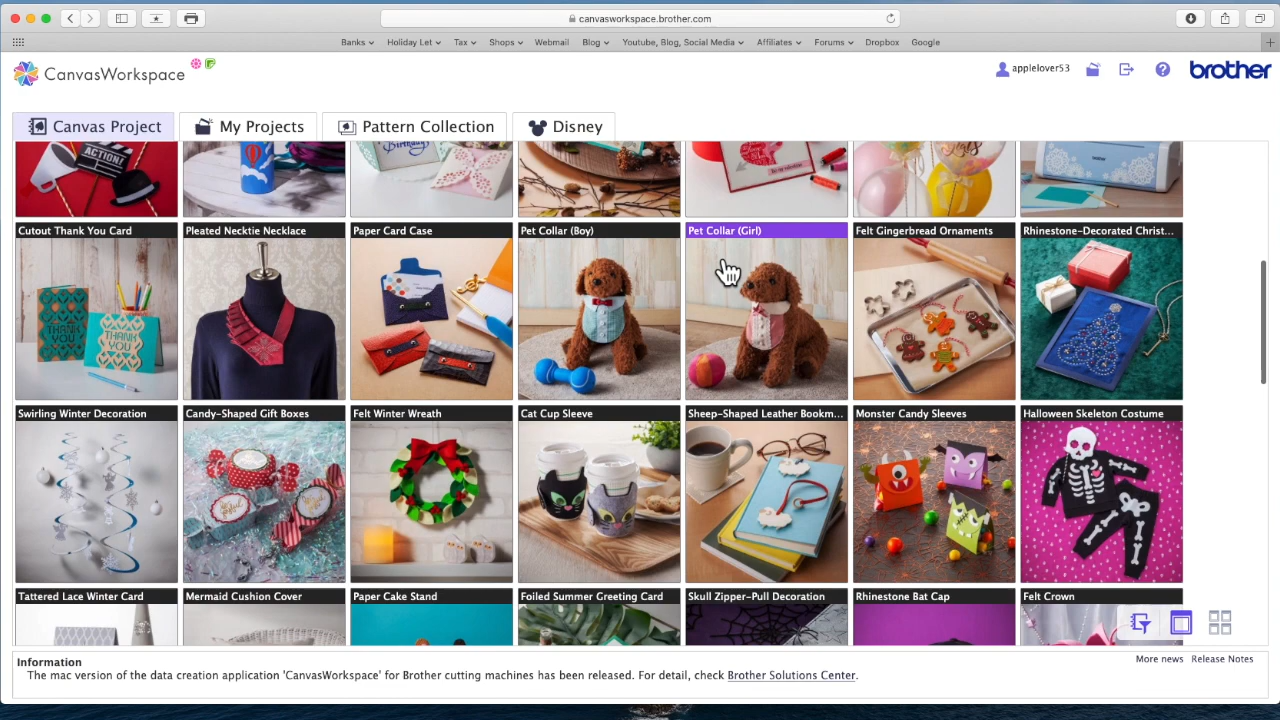 canvasworkspace.brother.com
Banks Holiday Let Tax Shops Webmail Blog Youtube, Blog, Social Media Affiliates Forums Dropbox Google
CanvasWorkspace
applelover53
brother
Canvas Project My Projects Pattern Collection Disney
ACTION!
Birthday
Cutout Thank You Card Pleated Necktie Necklace Paper Card Case Pet Collar (Boy) Pet Collar (Girl) Felt Gingerbread Ornaments Rhinestone-Decorated Christ...
THANK YOU THANK YOU
Swirling Winter Decoration Candy-Shaped Gift Boxes Felt Winter Wreath Cat Cup Sleeve Sheep-Shaped Leather Bookm... Monster Candy Sleeves Halloween Skeleton Costume
Tattered Lace Winter Card Mermaid Cushion Cover Paper Cake Stand Foiled Summer Greeting Card Skull Zipper-Pull Decoration Rhinestone Bat Cap Felt Crown
Information
More news Release Notes
The mac version of the data creation application 'CanvasWorkspace' for Brother cutting machines has been released. For detail, check Brother Solutions Center.